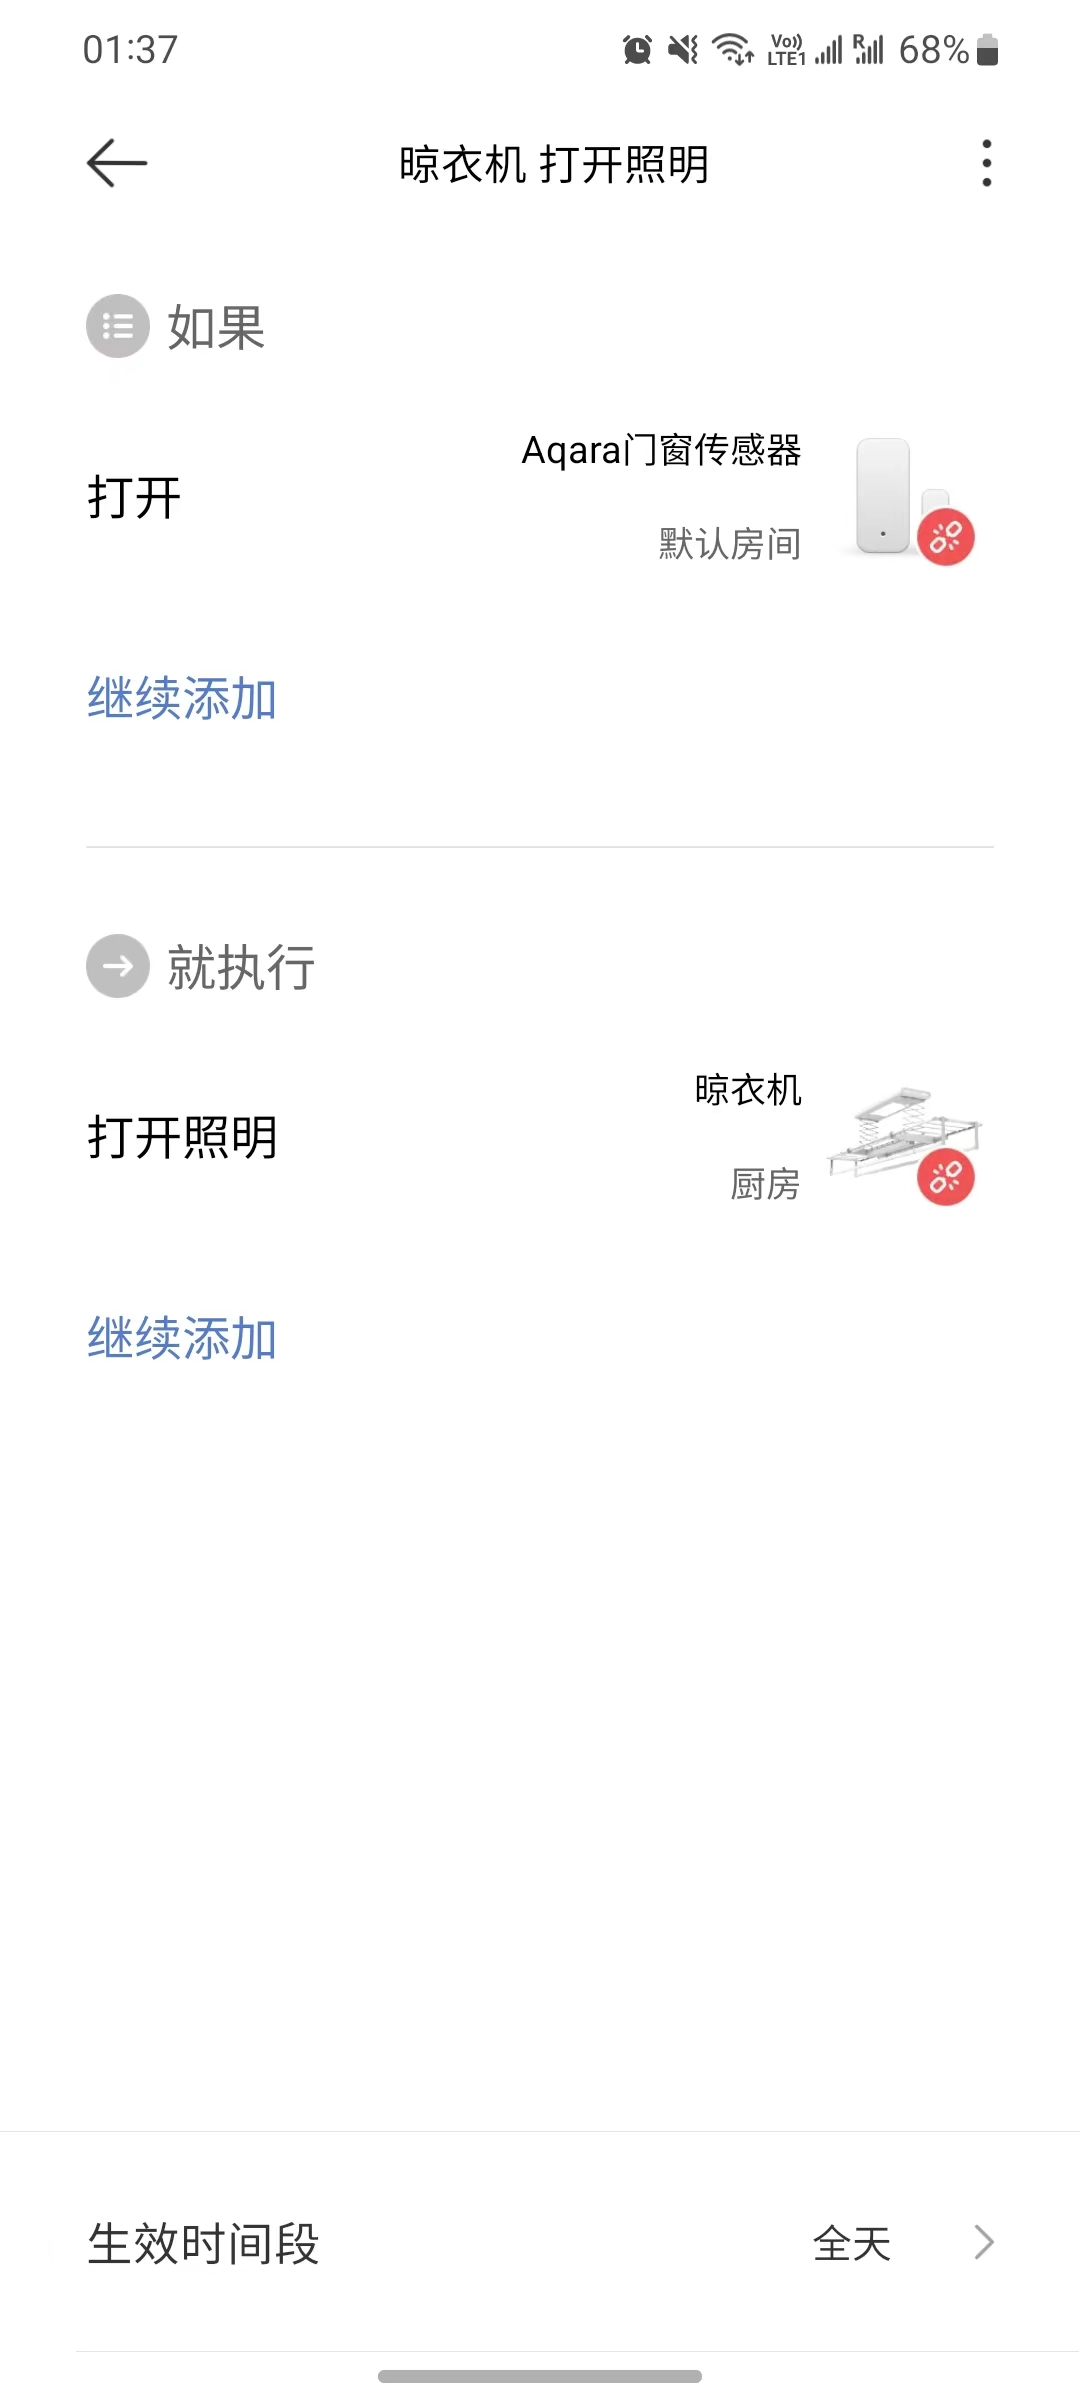 01:37
Vo)) LTE1 R 68%
晾衣机 打开照明
如果
打开
Aqara门窗传感器
默认房间
继续添加
就执行
打开照明
晾衣机
厨房
继续添加
生效时间段
全天